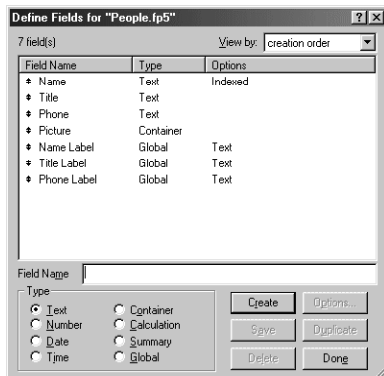 Define Fields for "People.fp5"
7 field(s) View by: creation order
Field Name Type Options
Name Text Indexed
Title Text
Phone Text
Picture Container
Name Label Global Text
Title Label Global Text
Phone Label Global Text
Field Name
Type
Text Container
Number Calculation
Date Summary
Time Global
Create Options...
Save Duplicate
Delete Done